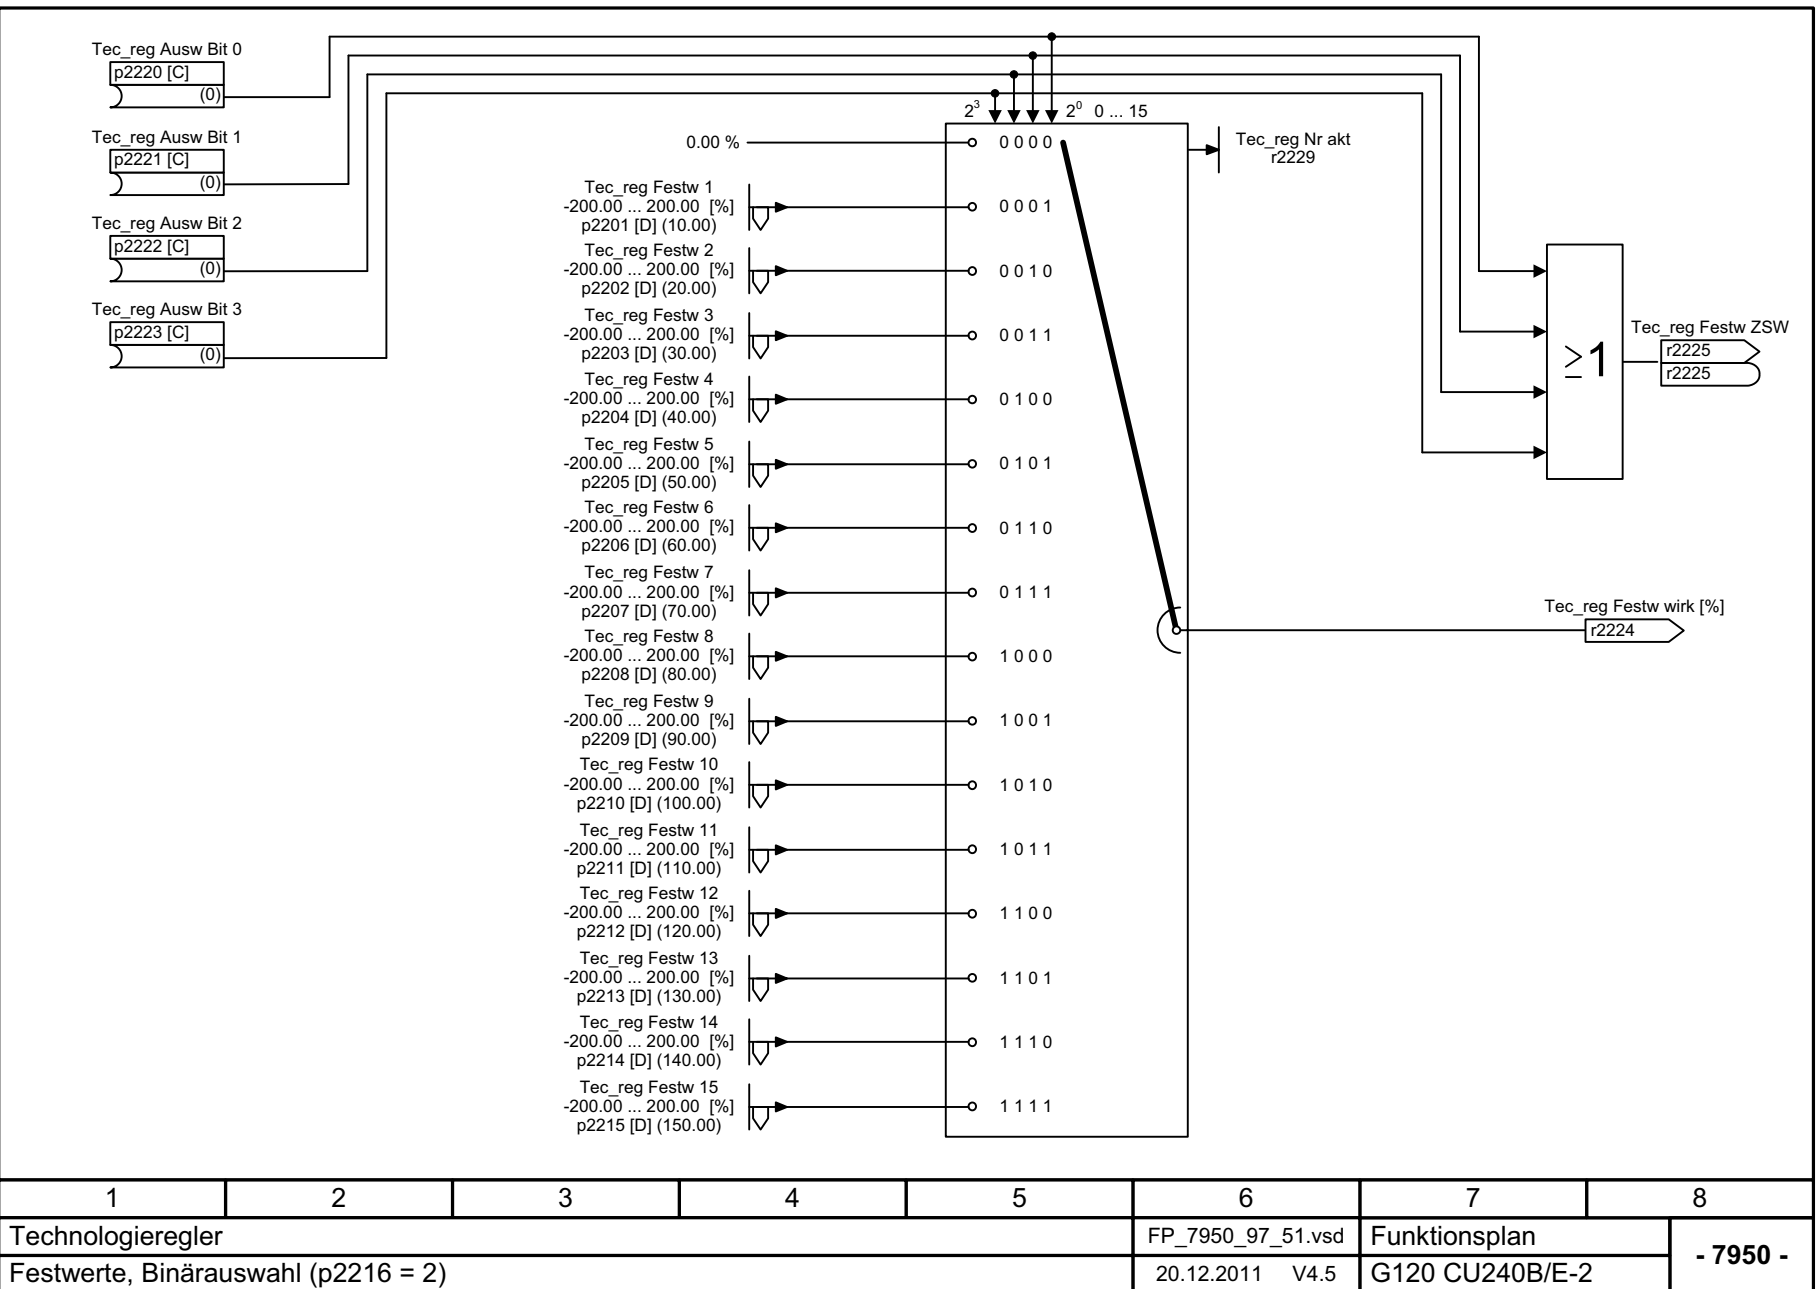 Tec_reg Ausw Bit 0
p2220 [C]
(0)
Tec_reg Ausw Bit 1
p2221 [C]
(0)
Tec_reg Ausw Bit 2
p2222 [C]
(0)
Tec_reg Ausw Bit 3
p2223 [C]
(0)
2³ 2⁰ 0 ... 15
0.00 % 0 0 0 0
Tec_reg Nr akt
r2229
Tec_reg Festw 1
-200.00 ... 200.00 [%] 0 0 0 1
p2201 [D] (10.00)
Tec_reg Festw 2
-200.00 ... 200.00 [%] 0 0 1 0
p2202 [D] (20.00)
Tec_reg Festw 3
-200.00 ... 200.00 [%] 0 0 1 1
p2203 [D] (30.00)
Tec_reg Festw 4
-200.00 ... 200.00 [%] 0 1 0 0
p2204 [D] (40.00)
Tec_reg Festw 5
-200.00 ... 200.00 [%] 0 1 0 1
p2205 [D] (50.00)
Tec_reg Festw 6
-200.00 ... 200.00 [%] 0 1 1 0
p2206 [D] (60.00)
Tec_reg Festw 7
-200.00 ... 200.00 [%] 0 1 1 1
p2207 [D] (70.00)
Tec_reg Festw 8
-200.00 ... 200.00 [%] 1 0 0 0
p2208 [D] (80.00)
Tec_reg Festw 9
-200.00 ... 200.00 [%] 1 0 0 1
p2209 [D] (90.00)
Tec_reg Festw 10
-200.00 ... 200.00 [%] 1 0 1 0
p2210 [D] (100.00)
Tec_reg Festw 11
-200.00 ... 200.00 [%] 1 0 1 1
p2211 [D] (110.00)
Tec_reg Festw 12
-200.00 ... 200.00 [%] 1 1 0 0
p2212 [D] (120.00)
Tec_reg Festw 13
-200.00 ... 200.00 [%] 1 1 0 1
p2213 [D] (130.00)
Tec_reg Festw 14
-200.00 ... 200.00 [%] 1 1 1 0
p2214 [D] (140.00)
Tec_reg Festw 15
-200.00 ... 200.00 [%] 1 1 1 1
p2215 [D] (150.00)
≥1
Tec_reg Festw ZSW
r2225
r2225
Tec_reg Festw wirk [%]
r2224
1 2 3 4 5 6 7 8
Technologieregler FP_7950_97_51.vsd Funktionsplan
- 7950 -
Festwerte, Binärauswahl (p2216 = 2) 20.12.2011 V4.5 G120 CU240B/E-2